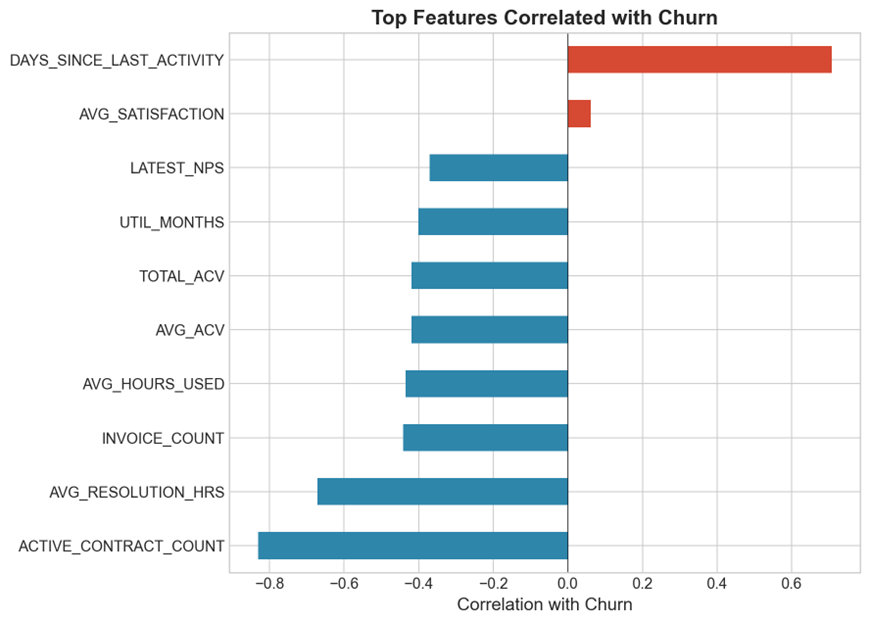 Top Features Correlated with Churn
DAYS_SINCE_LAST_ACTIVITY
AVG_SATISFACTION
LATEST_NPS
UTIL_MONTHS
TOTAL_ACV
AVG_ACV
AVG_HOURS_USED
INVOICE_COUNT
AVG_RESOLUTION_HRS
ACTIVE_CONTRACT_COUNT
−0.8 −0.6 −0.4 −0.2 0.0 0.2 0.4 0.6
Correlation with Churn